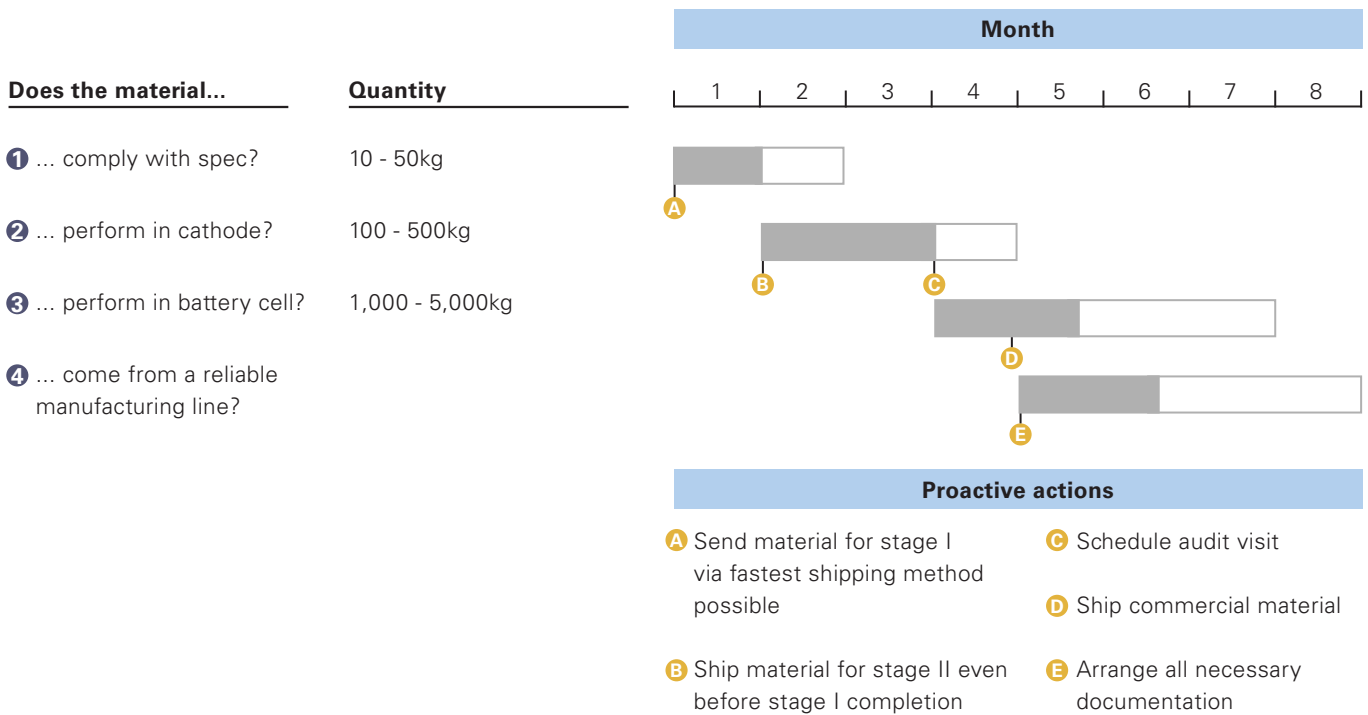 Month
Does the material...
Quantity
1 2 3 4 5 6 7 8
1 ... comply with spec?
10 - 50kg
A
2 ... perform in cathode?
100 - 500kg
B
C
3 ... perform in battery cell?
1,000 - 5,000kg
D
4 ... come from a reliable
manufacturing line?
E
Proactive actions
A Send material for stage I
via fastest shipping method
possible
B Ship material for stage II even
before stage I completion
C Schedule audit visit
D Ship commercial material
E Arrange all necessary
documentation